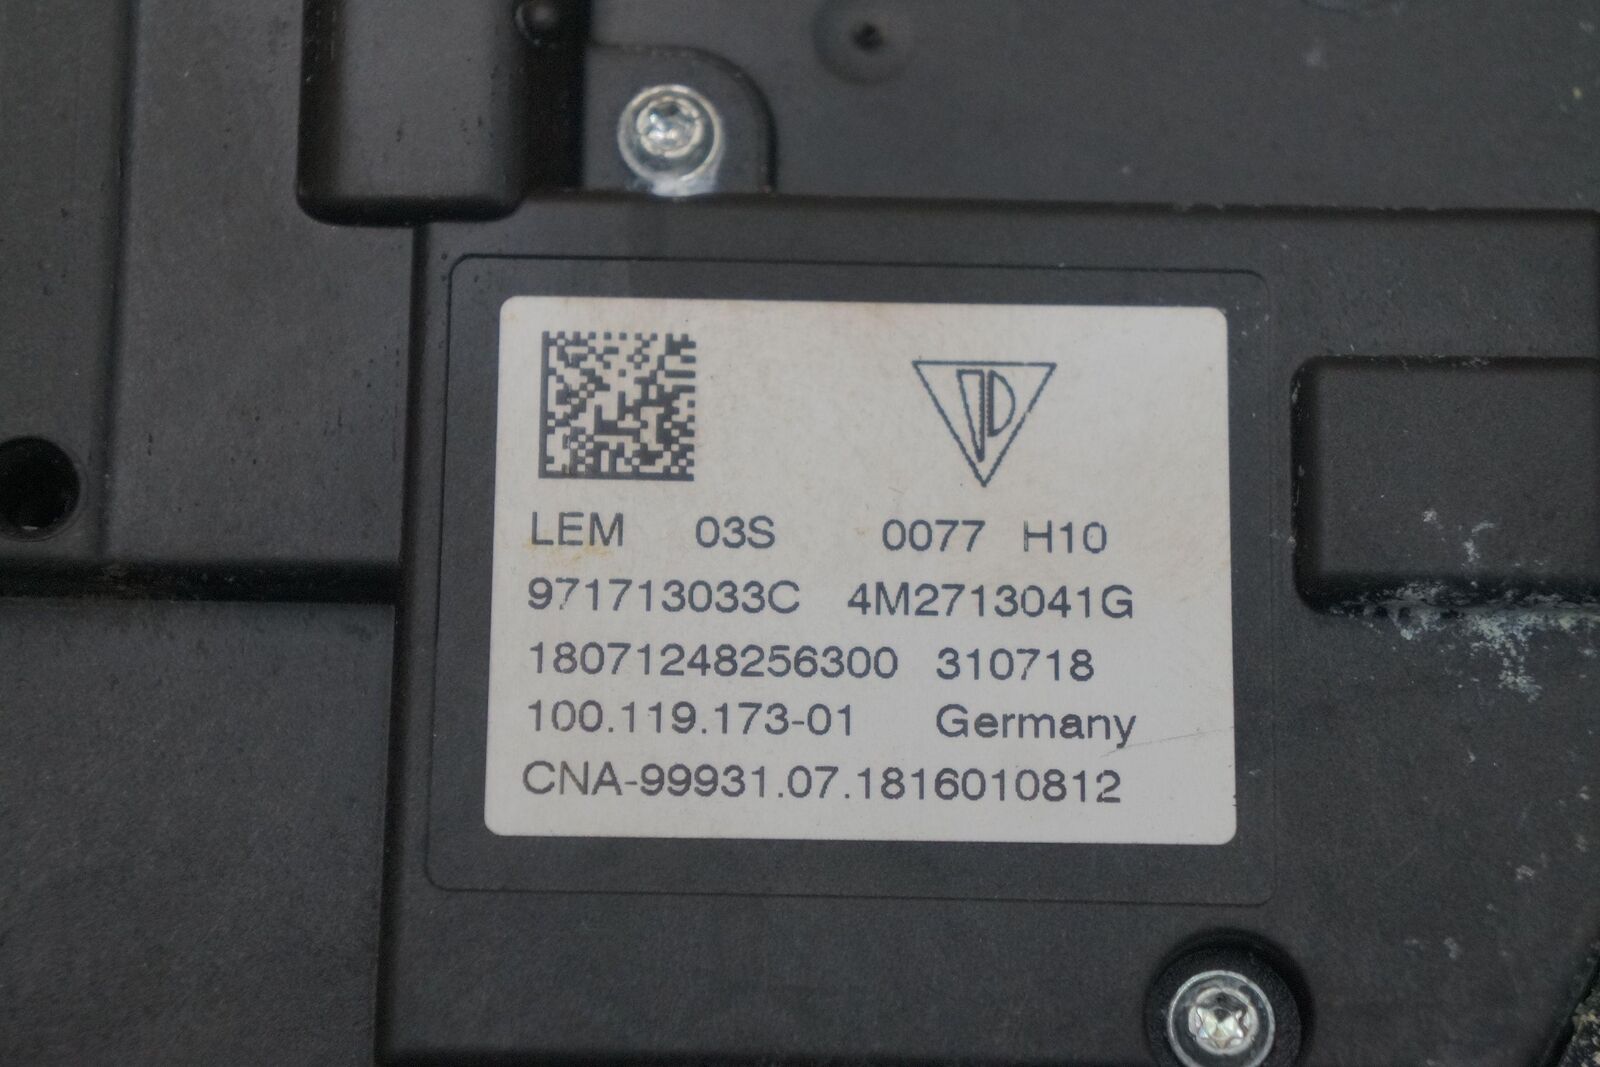 LEM 03S 0077 H10
971713033C 4M2713041G
18071248256300 310718
100.119.173-01 Germany
CNA-99931.07.1816010812